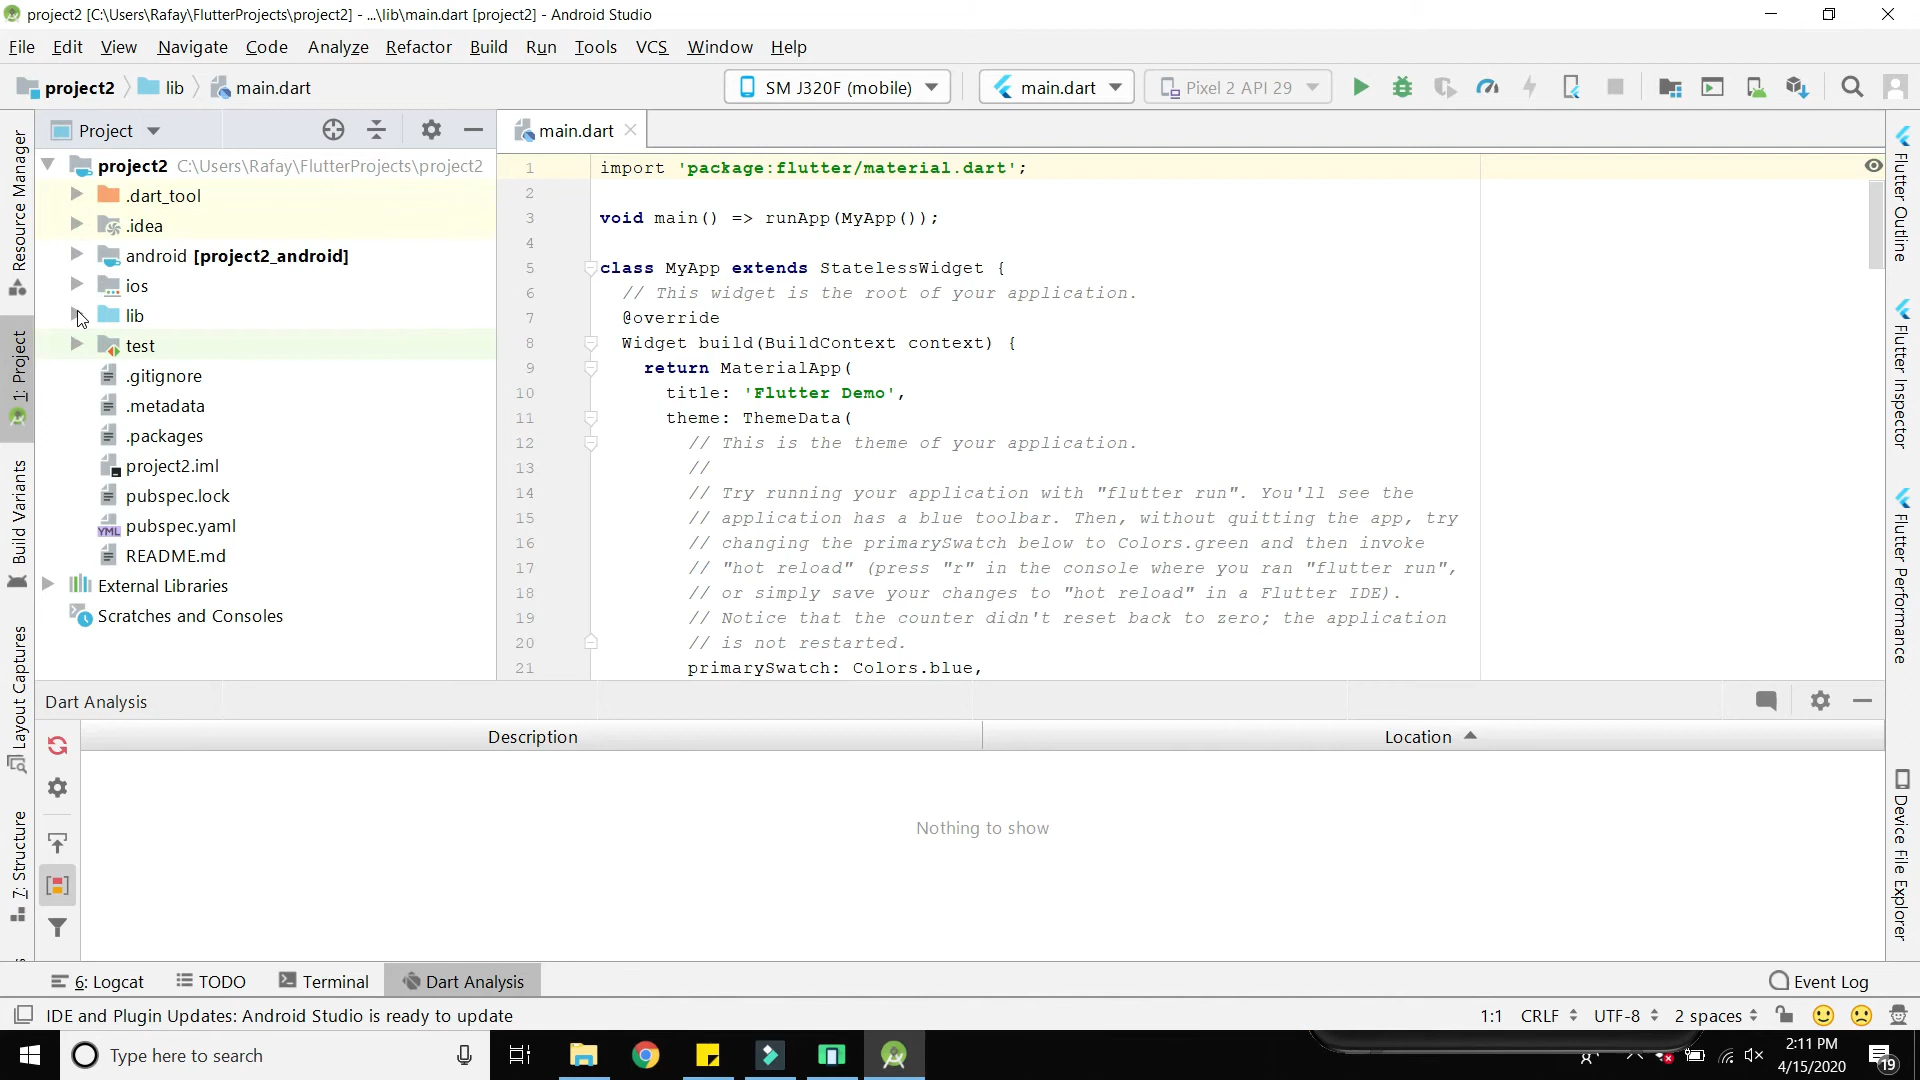 project2 [C:\Users\Rafay\FlutterProjects\project2] - ...\lib\main.dart [project2] - Android Studio
File Edit View Navigate Code Analyze Refactor Build Run Tools VCS Window Help
project2 lib main.dart SM J320F (mobile) main.dart Pixel 2 API 29
Project
main.dart
project2 C:\Users\Rafay\FlutterProjects\project2
.dart_tool
.idea
android [project2_android]
ios
lib
test
.gitignore
.metadata
.packages
project2.iml
pubspec.lock
YML pubspec.yaml
README.md
External Libraries
Scratches and Consoles
Resource Manager
1: Project
Build Variants
Layout Captures
7: Structure
1 import 'package:flutter/material.dart';
2
3 void main() => runApp(MyApp());
4
5 class MyApp extends StatelessWidget {
6 // This widget is the root of your application.
7 @override
8 Widget build(BuildContext context) {
9 return MaterialApp(
10 title: 'Flutter Demo',
11 theme: ThemeData(
12 // This is the theme of your application.
13 //
14 // Try running your application with "flutter run". You'll see the
15 // application has a blue toolbar. Then, without quitting the app, try
16 // changing the primarySwatch below to Colors.green and then invoke
17 // "hot reload" (press "r" in the console where you ran "flutter run",
18 // or simply save your changes to "hot reload" in a Flutter IDE).
19 // Notice that the counter didn't reset back to zero; the application
20 // is not restarted.
21 primarySwatch: Colors.blue,
Flutter Outline
Flutter Inspector
Flutter Performance
Device File Explorer
Dart Analysis
Description Location
Nothing to show
6: Logcat TODO Terminal Dart Analysis Event Log
IDE and Plugin Updates: Android Studio is ready to update 1:1 CRLF UTF-8 2 spaces
Type here to search
2:11 PM
4/15/2020
19